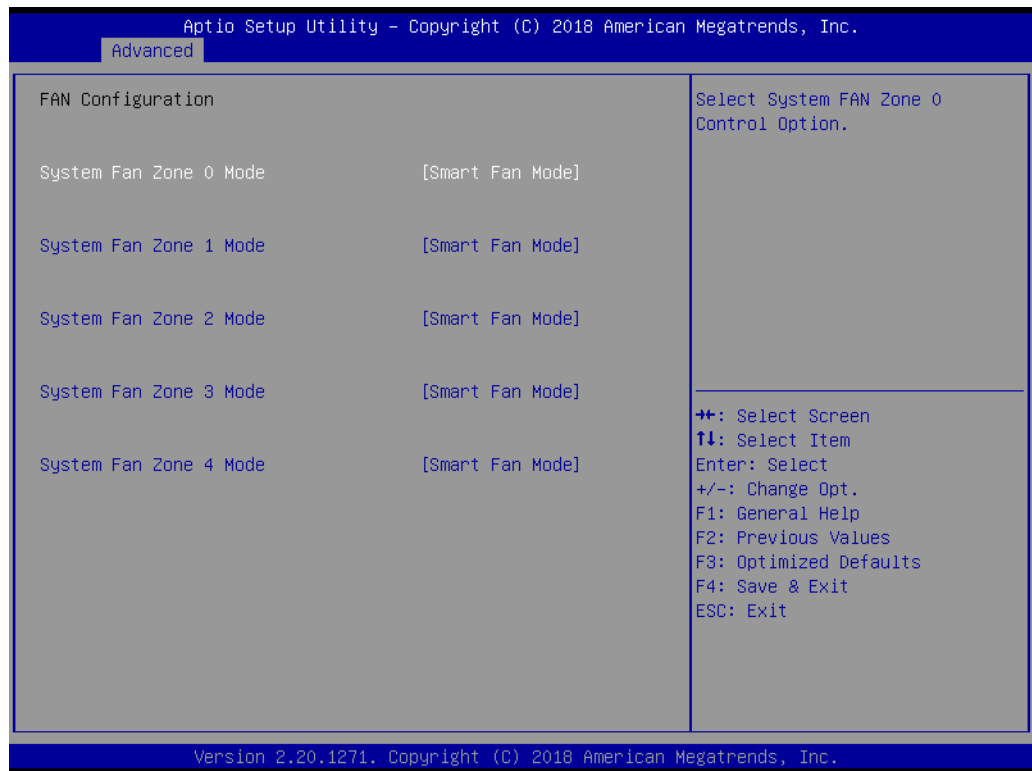 Aptio Setup Utility – Copyright (C) 2018 American Megatrends, Inc.
Advanced
FAN Configuration
System Fan Zone 0 Mode [Smart Fan Mode]
System Fan Zone 1 Mode [Smart Fan Mode]
System Fan Zone 2 Mode [Smart Fan Mode]
System Fan Zone 3 Mode [Smart Fan Mode]
System Fan Zone 4 Mode [Smart Fan Mode]
Select System FAN Zone 0
Control Option.
→←: Select Screen
↑↓: Select Item
Enter: Select
+/-: Change Opt.
F1: General Help
F2: Previous Values
F3: Optimized Defaults
F4: Save & Exit
ESC: Exit
Version 2.20.1271. Copyright (C) 2018 American Megatrends, Inc.